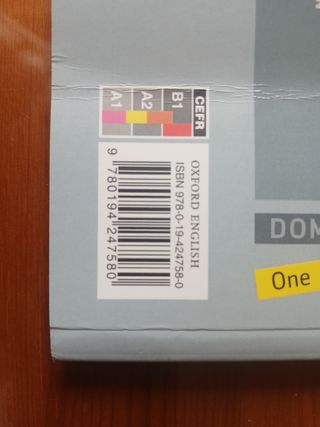 CEFR
B1
A2
A1
OXFORD ENGLISH
ISBN 978-0-19-424758-0
9 780194 247580
DOM
One